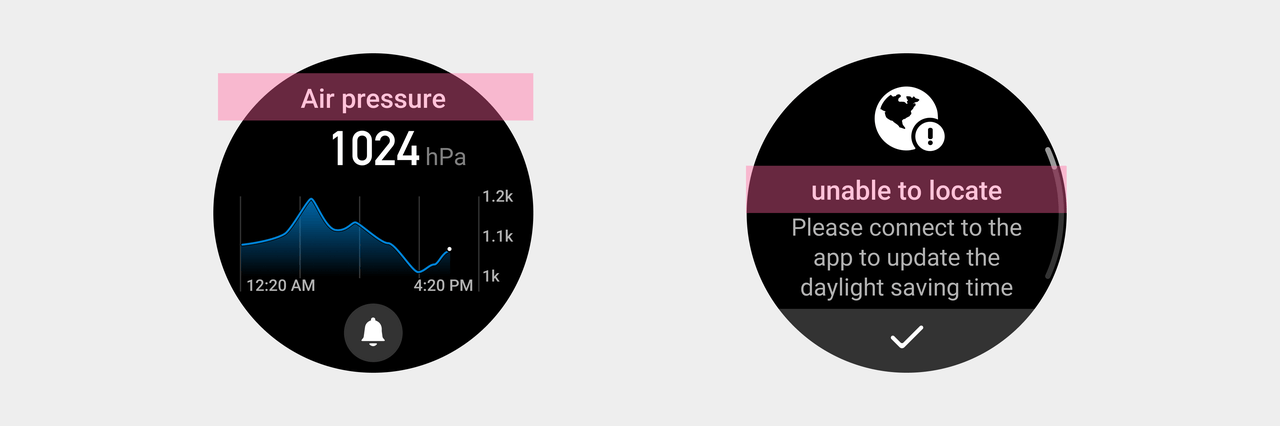 Air pressure
1024 hPa
1.2k
1.1k
1k
12:20 AM
4:20 PM
unable to locate
Please connect to the
app to update the
daylight saving time